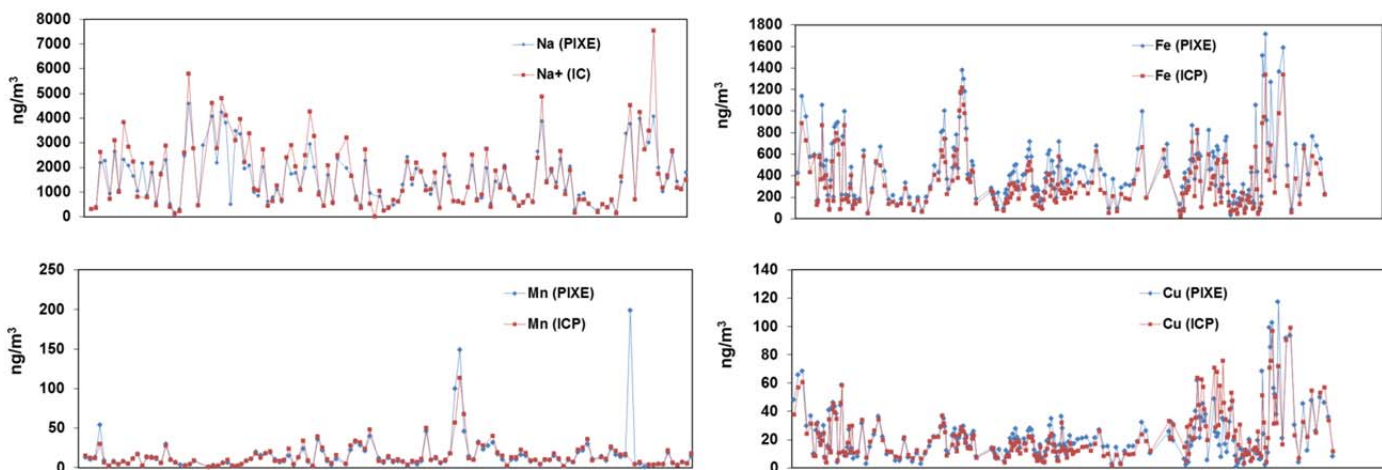 8000
7000
6000
5000
4000
3000
2000
1000
0
ng/m³
Na (PIXE)
Na+ (IC)
1800
1600
1400
1200
1000
800
600
400
200
0
ng/m³
Fe (PIXE)
Fe (ICP)
250
200
150
100
50
0
ng/m³
Mn (PIXE)
Mn (ICP)
140
120
100
80
60
40
20
0
ng/m³
Cu (PIXE)
Cu (ICP)